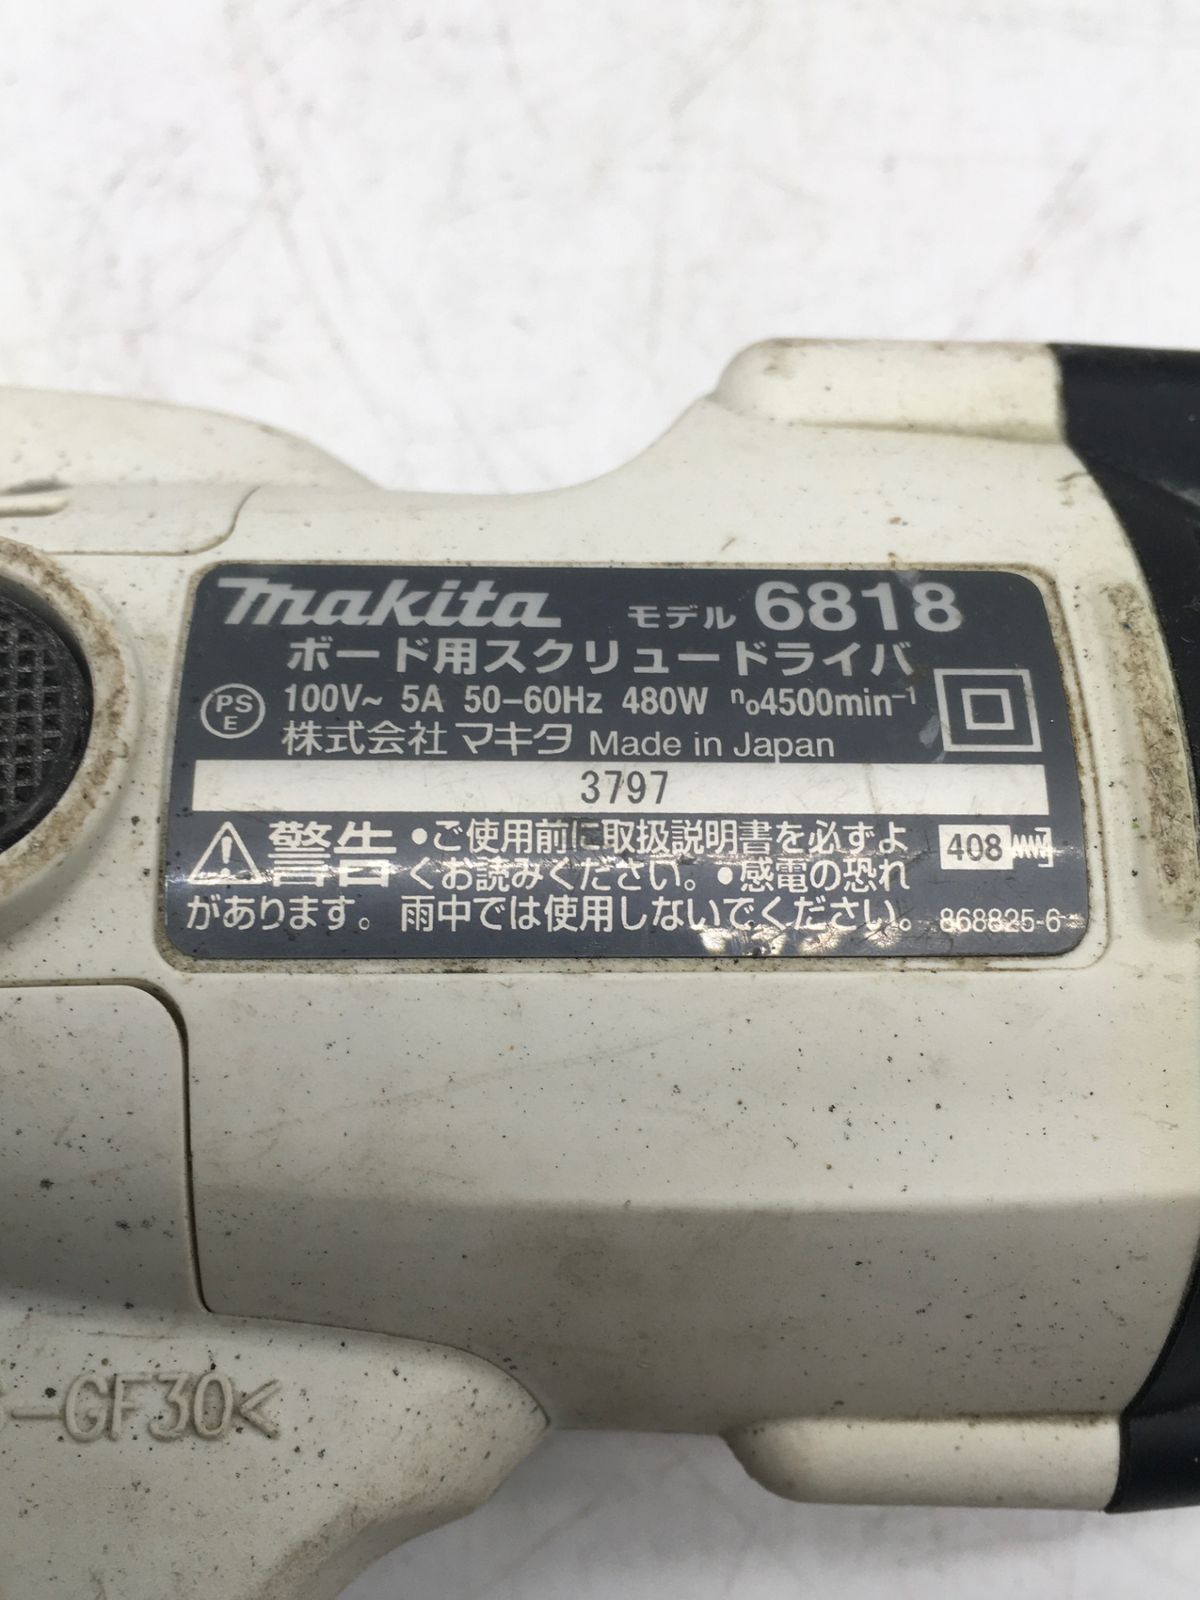 makita モデル 6818
ボード用スクリュードライバ
PS E 100V~ 5A 50-60Hz 480W n₀4500min⁻¹
株式会社マキタ Made in Japan
3797
警告 •ご使用前に取扱説明書を必ずよ
くお読みください。•感電の恐れ
があります。雨中では使用しないでください。
408
868825-6
-GF30<